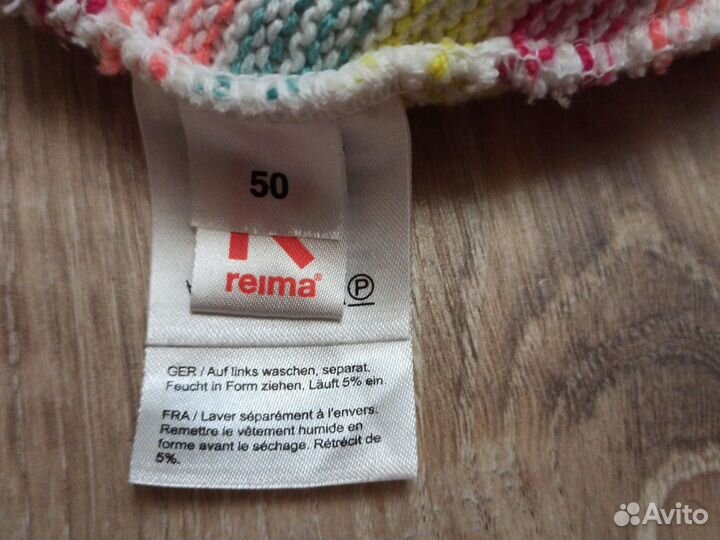 50
reima®
P
GER / Auf links waschen, separat.
Feucht in Form ziehen. Läuft 5% ein.
FRA / Laver séparément à l'envers.
Remettre le vêtement humide en
forme avant le séchage. Rétrécit de
5%.
Avito